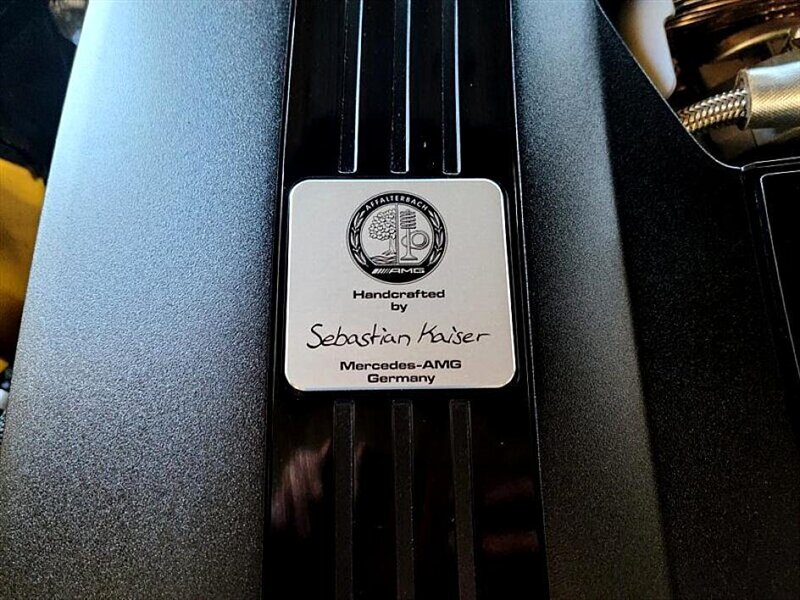 AFFALTERBACH
AMG
Handcrafted
by
Sebastian Kaiser
Mercedes-AMG
Germany